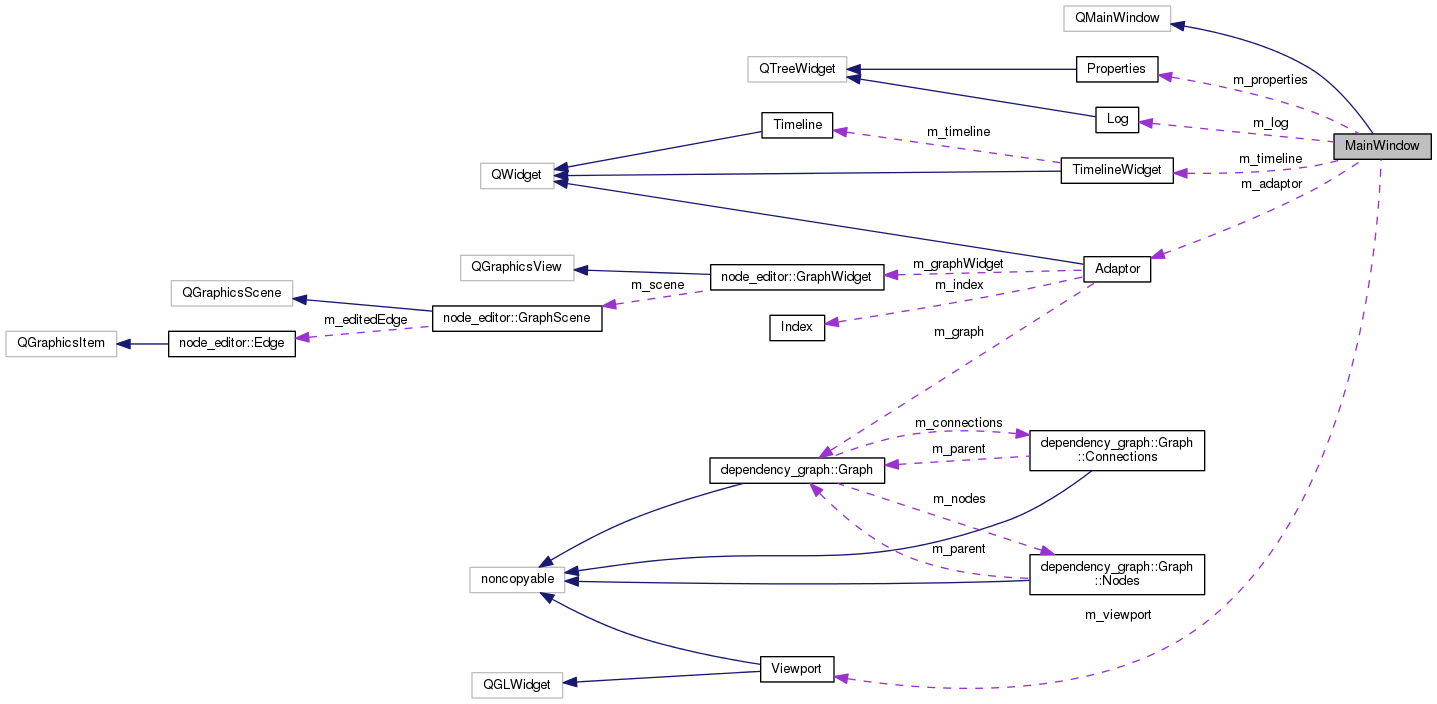 QMainWindow
QTreeWidget
Properties
m_properties
Log
m_log
Timeline
m_timeline
MainWindow
QWidget
TimelineWidget
m_timeline
m_adaptor
QGraphicsView
node_editor::GraphWidget
m_graphWidget
Adaptor
QGraphicsScene
m_scene
m_index
node_editor::GraphScene
m_editedEdge
Index
QGraphicsItem
node_editor::Edge
m_graph
m_connections
dependency_graph::Graph
::Connections
m_parent
dependency_graph::Graph
m_nodes
m_parent
noncopyable
dependency_graph::Graph
::Nodes
m_viewport
Viewport
QGLWidget